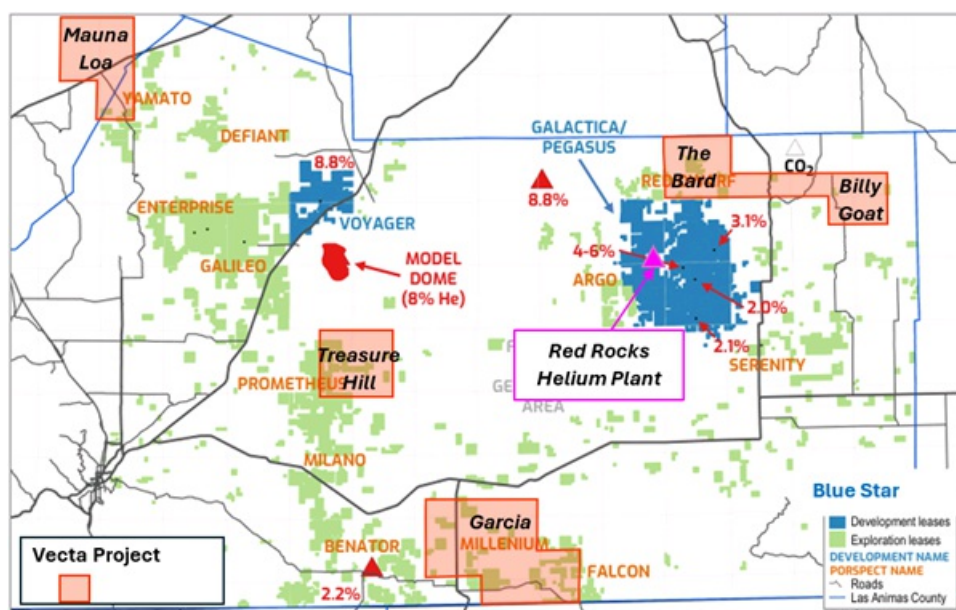 Mauna
Loa
YAMATO
DEFIANT
8.8%
ENTERPRISE
VOYAGER
GALILEO
MODEL
DOME
(8% He)
GALACTICA/
PEGASUS
8.8%
The
Bard
CO2
Billy
Goat
3.1%
4-6%
ARGO
2.0%
2.1%
SERENITY
Red Rocks
Helium Plant
AREA
Treasure
Hill
PROMETHEUS
MILANO
Garcia
MILLENIUM
BENATOR
FALCON
2.2%
Vecta Project
Blue Star
Development leases
Exploration leases
DEVELOPMENT NAME
PORSPECT NAME
Roads
Las Animas County